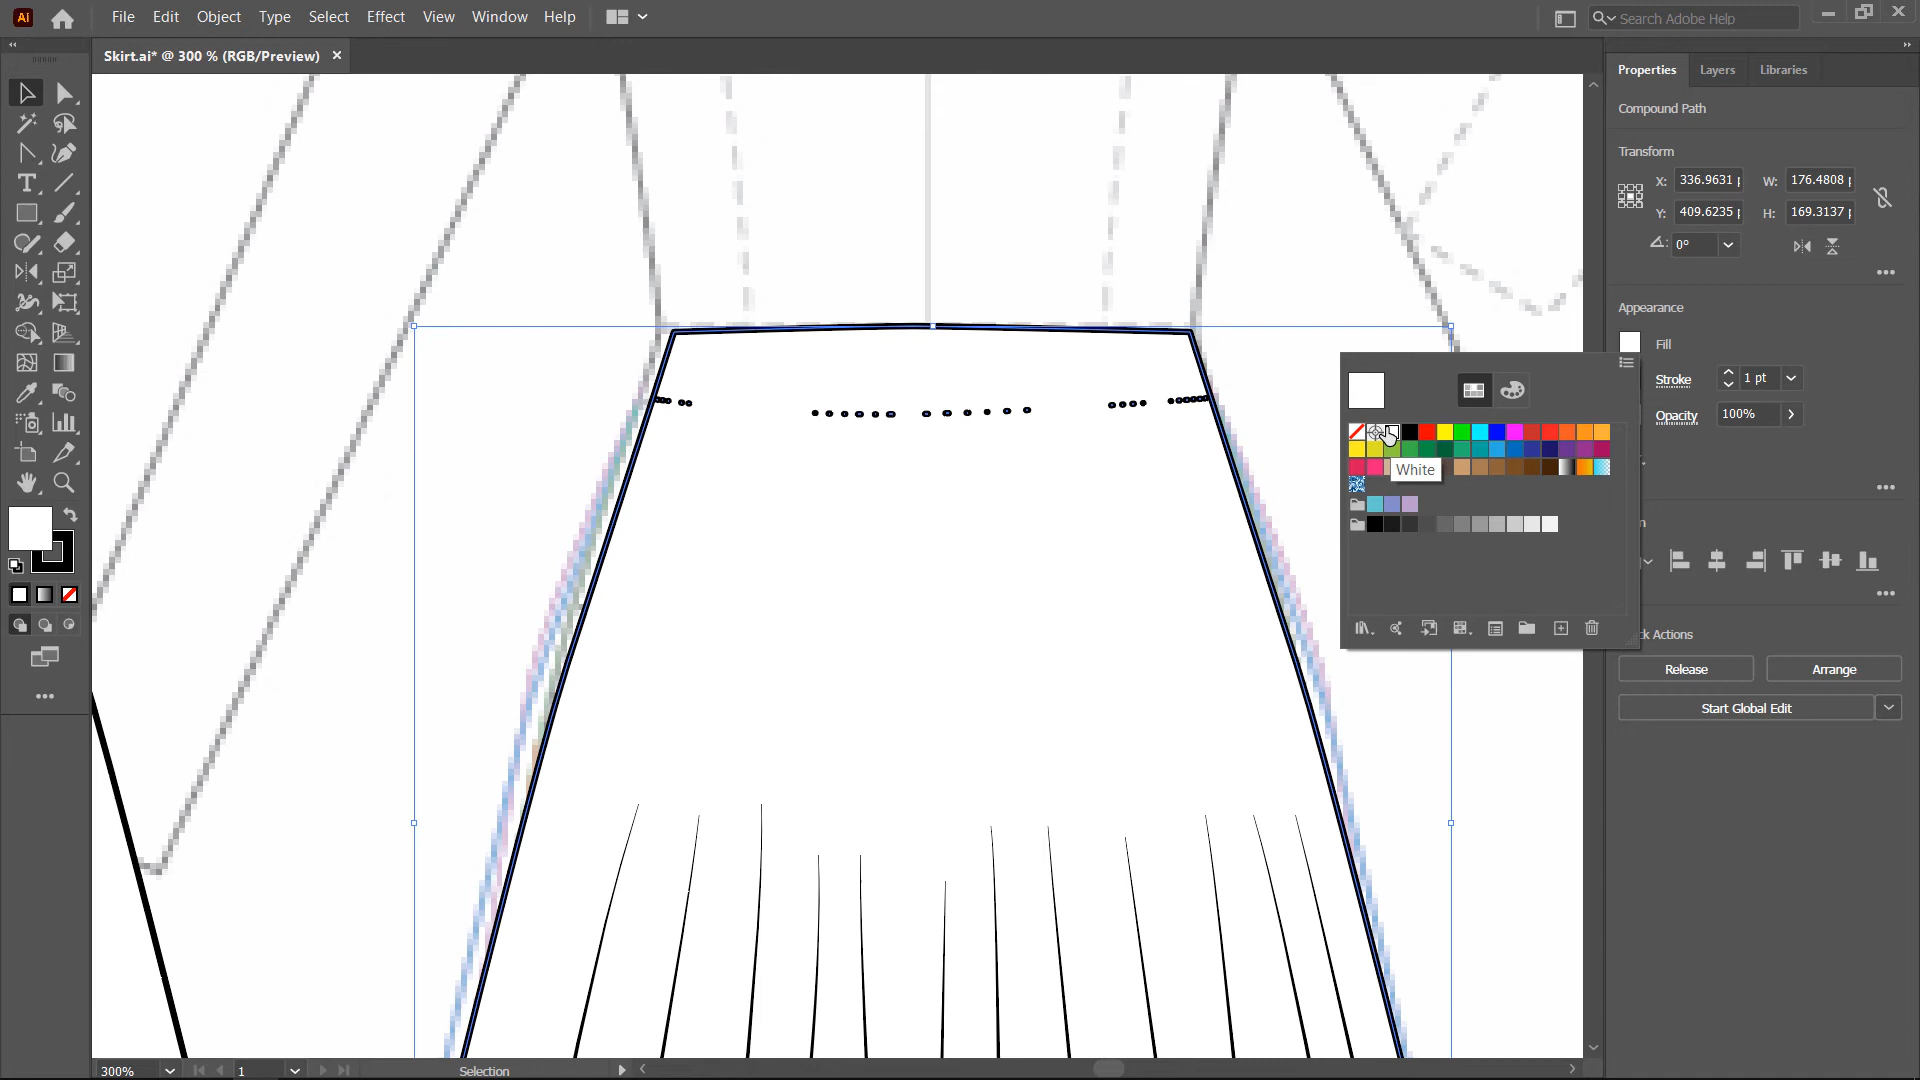 Ai
File Edit Object Type Select Effect View Window Help
Search Adobe Help
Skirt.ai* @ 300 % (RGB/Preview) ×
Properties Layers Libraries
Compound Path
Transform
X: 336.9631 W: 176.4808
Y: 409.6235 H: 169.3137
0°
Appearance
Fill
Stroke 1 pt
Opacity 100%
White
Release Arrange
Start Global Edit
300% 1 Selection